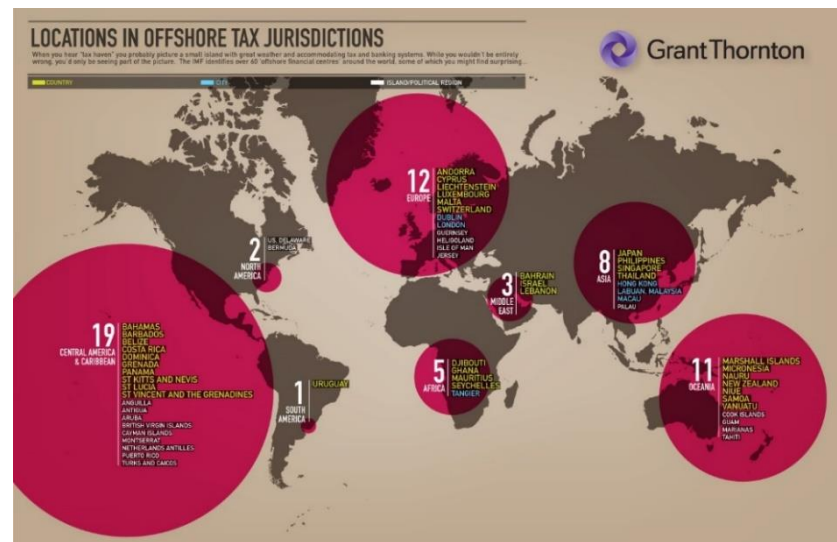 LOCATIONS IN OFFSHORE TAX JURISDICTIONS
When you hear "tax haven" you probably picture a small island with great weather and accommodating tax and banking systems. While you wouldn't be entirely
wrong, you'd only be seeing part of the picture. The IMF identifies over 60 'offshore financial centres' around the world, some of which you might find surprising...
Grant Thornton
COUNTRY
CITY
ISLAND/POLITICAL REGION
12
EUROPE
ANDORRA
CYPRUS
LIECHTENSTEIN
LUXEMBOURG
MALTA
SWITZERLAND
DUBLIN
LONDON
GUERNSEY
HELIGOLAND
ISLE OF MAN
JERSEY
2
NORTH
AMERICA
US, DELAWARE
BERMUDA
8
ASIA
JAPAN
PHILIPPINES
SINGAPORE
THAILAND
HONG KONG
LABUAN, MALAYSIA
MACAU
PALAU
3
MIDDLE
EAST
BAHRAIN
ISRAEL
LEBANON
19
CENTRAL AMERICA
& CARIBBEAN
BAHAMAS
BARBADOS
BELIZE
COSTA RICA
DOMINICA
GRENADA
PANAMA
ST KITTS AND NEVIS
ST LUCIA
ST VINCENT AND THE GRENADINES
ANGUILLA
ANTIGUA
ARUBA
BRITISH VIRGIN ISLANDS
CAYMAN ISLANDS
MONTSERRAT
NETHERLANDS ANTILLES
PUERTO RICO
TURKS AND CAICOS
1
SOUTH
AMERICA
URUGUAY
5
AFRICA
DJIBOUTI
GHANA
MAURITIUS
SEYCHELLES
TANGIER
11
OCEANIA
MARSHALL ISLANDS
MICRONESIA
NAURU
NEW ZEALAND
NIUE
SAMOA
VANUATU
COOK ISLANDS
GUAM
MARIANAS
TAHITI